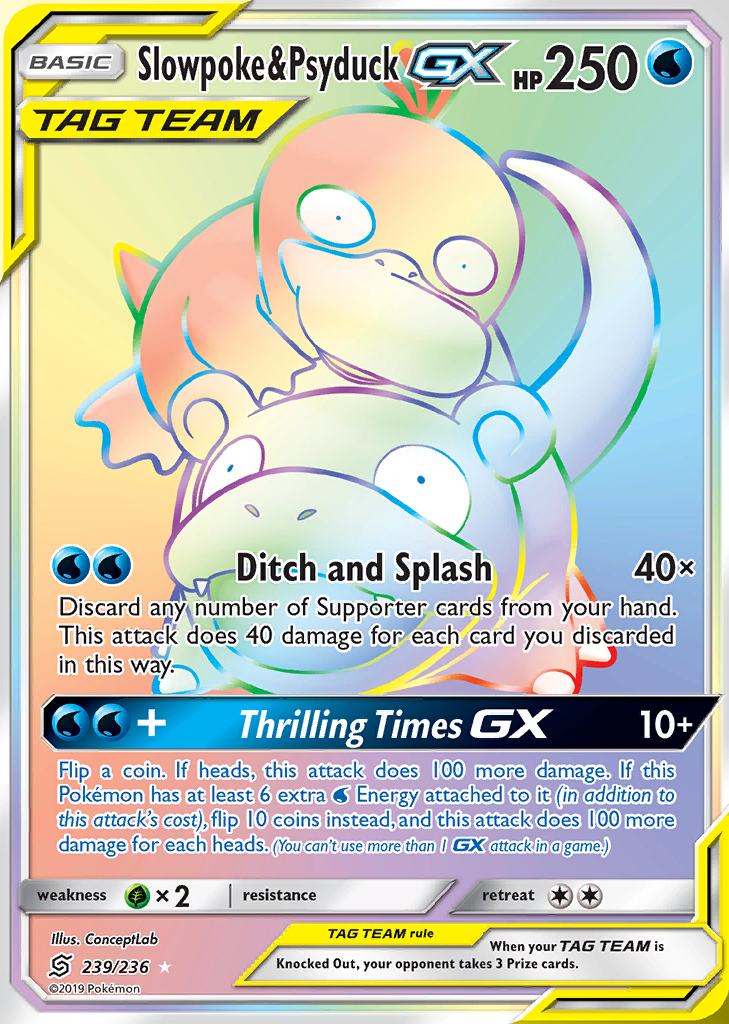 BASIC Slowpoke&Psyduck GX HP 250
TAG TEAM
Ditch and Splash 40×
Discard any number of Supporter cards from your hand.
This attack does 40 damage for each card you discarded
in this way.
+ Thrilling Times GX 10+
Flip a coin. If heads, this attack does 100 more damage. If this
Pokémon has at least 6 extra Energy attached to it (in addition to
this attack's cost), flip 10 coins instead, and this attack does 100 more
damage for each heads. (You can't use more than 1 GX attack in a game.)
weakness ×2 resistance retreat
Illus. ConceptLab
239/236
©2019 Pokémon
TAG TEAM rule
When your TAG TEAM is
Knocked Out, your opponent takes 3 Prize cards.